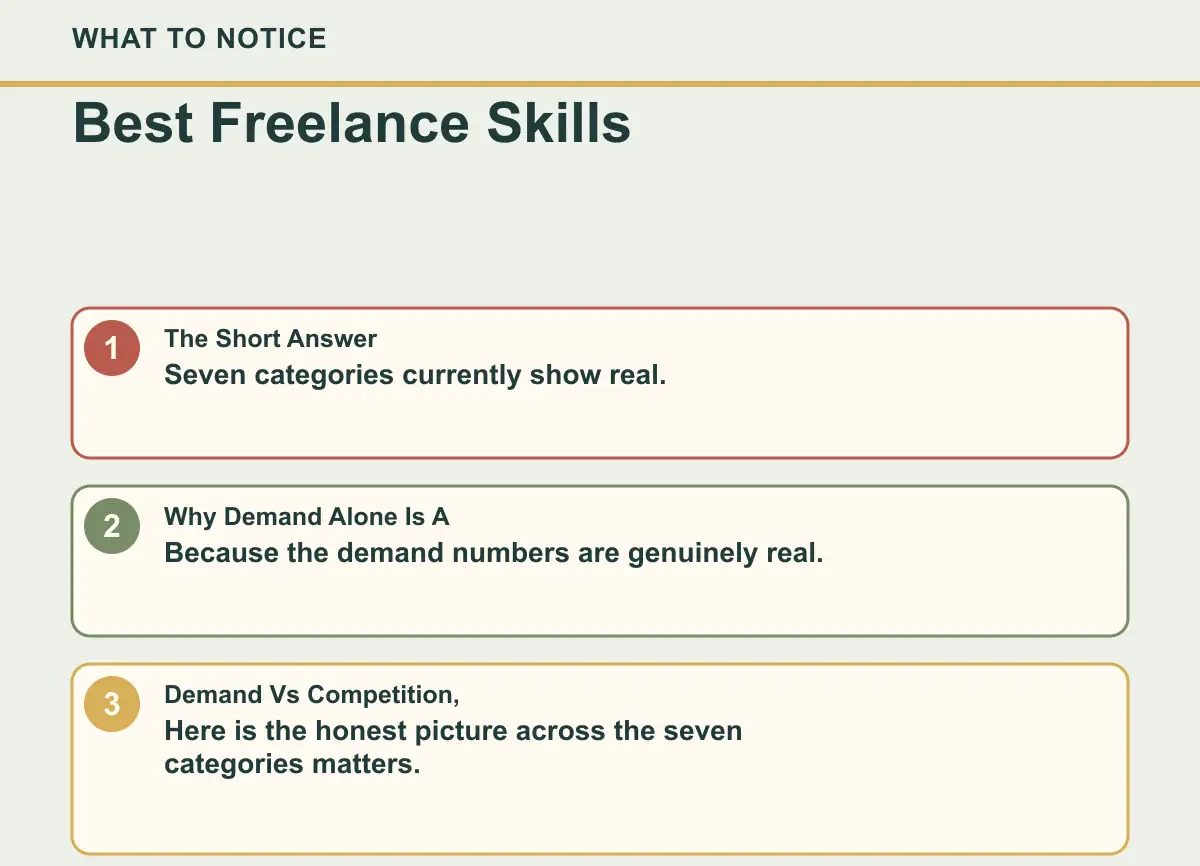 WHAT TO NOTICE
Best Freelance Skills
1
The Short Answer
Seven categories currently show real.
2
Why Demand Alone Is A
Because the demand numbers are genuinely real.
3
Demand Vs Competition,
Here is the honest picture across the seven
categories matters.